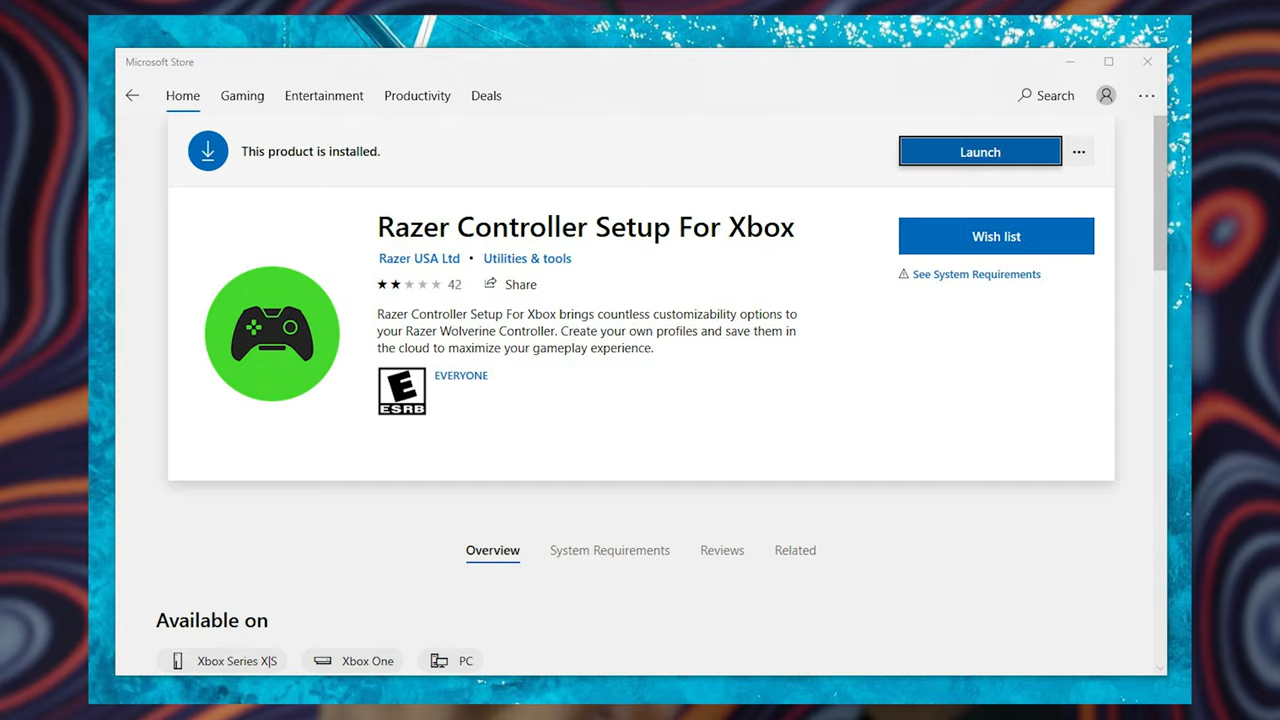 Microsoft Store
Home Gaming Entertainment Productivity Deals Search
This product is installed.
Launch
Razer Controller Setup For Xbox
Wish list
Razer USA Ltd • Utilities & tools
See System Requirements
42 Share
Razer Controller Setup For Xbox brings countless customizability options to
your Razer Wolverine Controller. Create your own profiles and save them in
the cloud to maximize your gameplay experience.
E
ESRB
EVERYONE
Overview System Requirements Reviews Related
Available on
Xbox Series X|S Xbox One PC